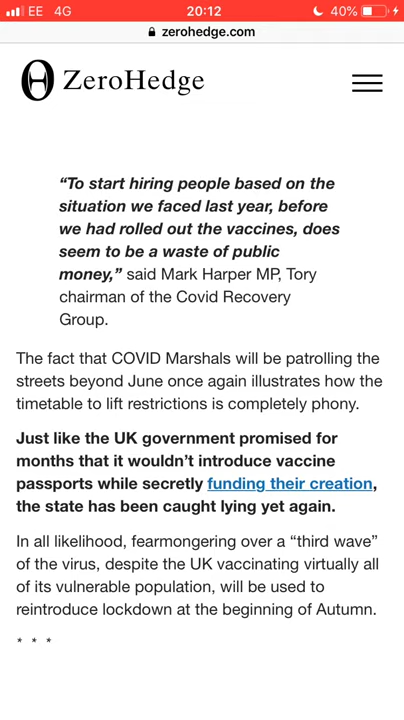 EE 4G 20:12 40%
zerohedge.com
ZeroHedge
“To start hiring people based on the
situation we faced last year, before
we had rolled out the vaccines, does
seem to be a waste of public
money,” said Mark Harper MP, Tory
chairman of the Covid Recovery
Group.
The fact that COVID Marshals will be patrolling the
streets beyond June once again illustrates how the
timetable to lift restrictions is completely phony.
Just like the UK government promised for
months that it wouldn’t introduce vaccine
passports while secretly funding their creation,
the state has been caught lying yet again.
In all likelihood, fearmongering over a “third wave”
of the virus, despite the UK vaccinating virtually all
of its vulnerable population, will be used to
reintroduce lockdown at the beginning of Autumn.
* * *